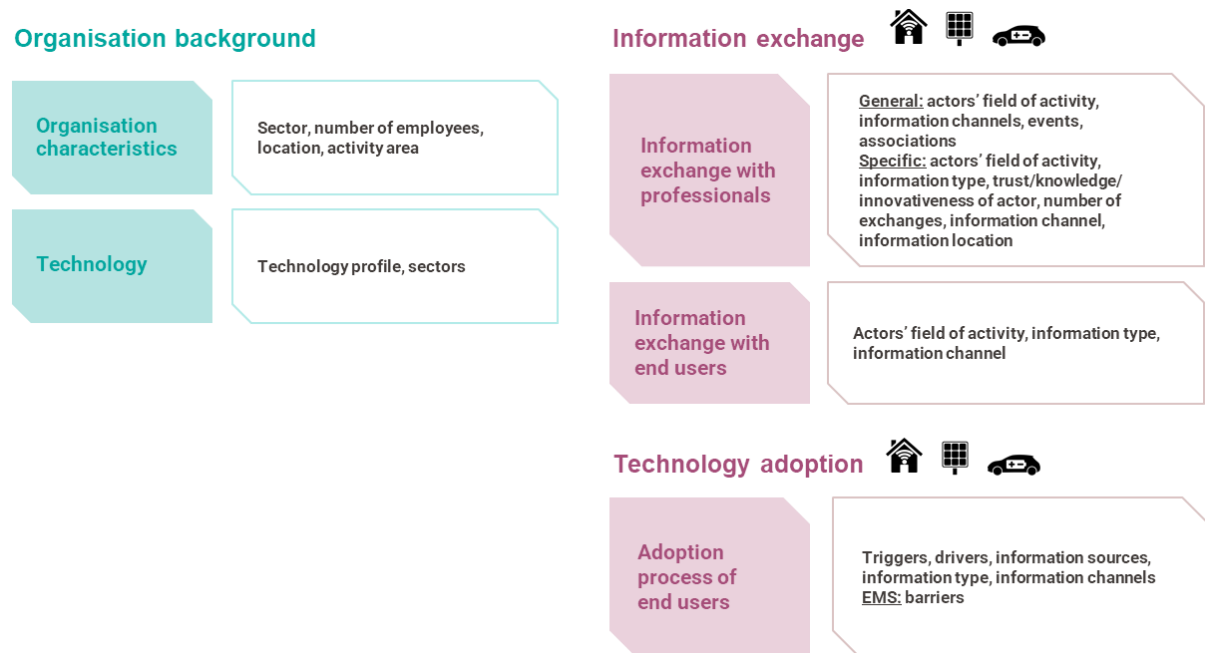 Organisation background
Organisation
characteristics
Sector, number of employees,
location, activity area
Technology
Technology profile, sectors
Information exchange
Information
exchange with
professionals
General: actors’ field of activity,
information channels, events,
associations
Specific: actors’ field of activity,
information type, trust/knowledge/
innovativeness of actor, number of
exchanges, information channel,
information location
Information
exchange with
end users
Actors’ field of activity, information type,
information channel
Technology adoption
Adoption
process of
end users
Triggers, drivers, information sources,
information type, information channels
EMS: barriers